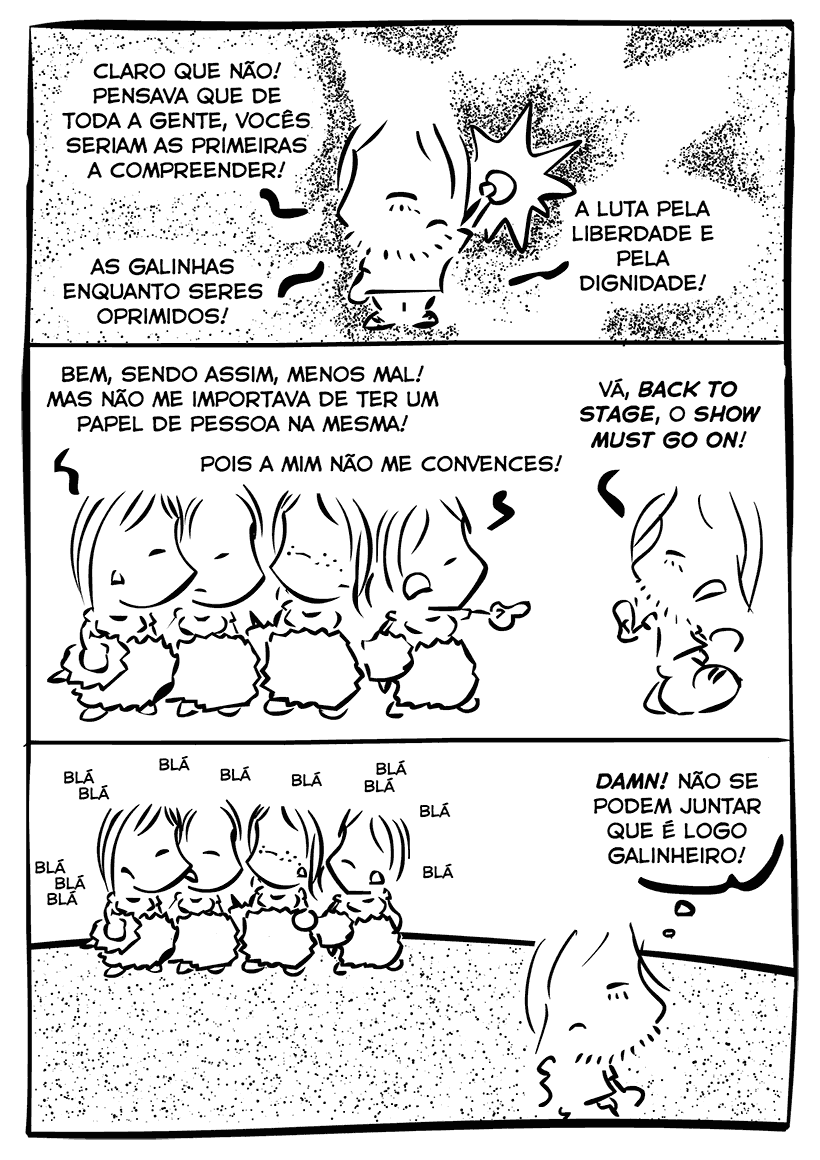 CLARO QUE NÃO!
PENSAVA QUE DE
TODA A GENTE, VOCÊS
SERIAM AS PRIMEIRAS
A COMPREENDER!
AS GALINHAS
ENQUANTO SERES
OPRIMIDOS!
A LUTA PELA
LIBERDADE E
PELA
DIGNIDADE!
BEM, SENDO ASSIM, MENOS MAL!
MAS NÃO ME IMPORTAVA DE TER UM
PAPEL DE PESSOA NA MESMA!
POIS A MIM NÃO ME CONVENCES!
VÁ, BACK TO
STAGE, O SHOW
MUST GO ON!
BLÁ
BLÁ
BLÁ
BLÁ
BLÁ
BLÁ
BLÁ
BLÁ
BLÁ
BLÁ
BLÁ
BLÁ
DAMN! NÃO SE
PODEM JUNTAR
QUE É LOGO
GALINHEIRO!